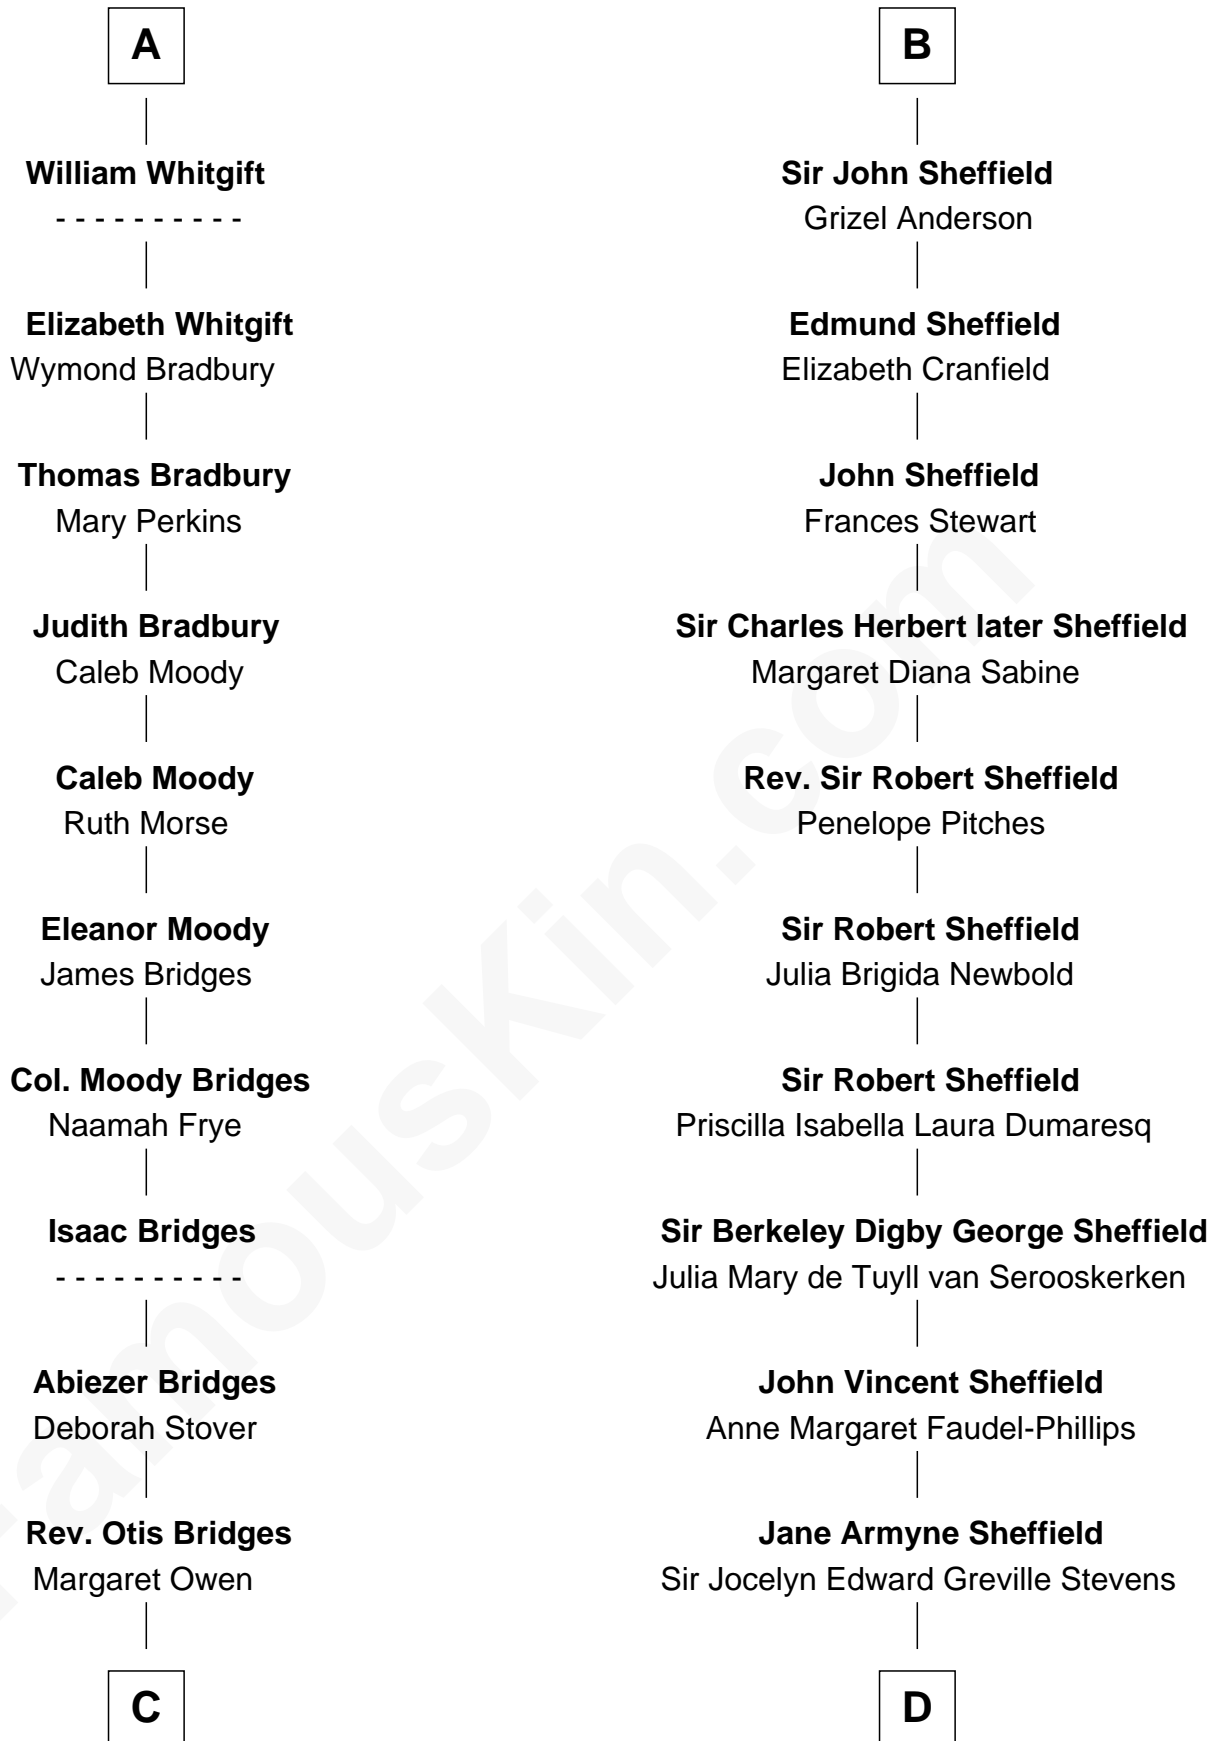 A
William Whitgift
- - - - - - - - - -
Elizabeth Whitgift
Wymond Bradbury
Thomas Bradbury
Mary Perkins
Judith Bradbury
Caleb Moody
Caleb Moody
Ruth Morse
Eleanor Moody
James Bridges
Col. Moody Bridges
Naamah Frye
Isaac Bridges
- - - - - - - - - -
Abiezer Bridges
Deborah Stover
Rev. Otis Bridges
Margaret Owen
C
B
Sir John Sheffield
Grizel Anderson
Edmund Sheffield
Elizabeth Cranfield
John Sheffield
Frances Stewart
Sir Charles Herbert later Sheffield
Margaret Diana Sabine
Rev. Sir Robert Sheffield
Penelope Pitches
Sir Robert Sheffield
Julia Brigida Newbold
Sir Robert Sheffield
Priscilla Isabella Laura Dumaresq
Sir Berkeley Digby George Sheffield
Julia Mary de Tuyll van Serooskerken
John Vincent Sheffield
Anne Margaret Faudel-Phillips
Jane Armyne Sheffield
Sir Jocelyn Edward Greville Stevens
D
FamousKin.com